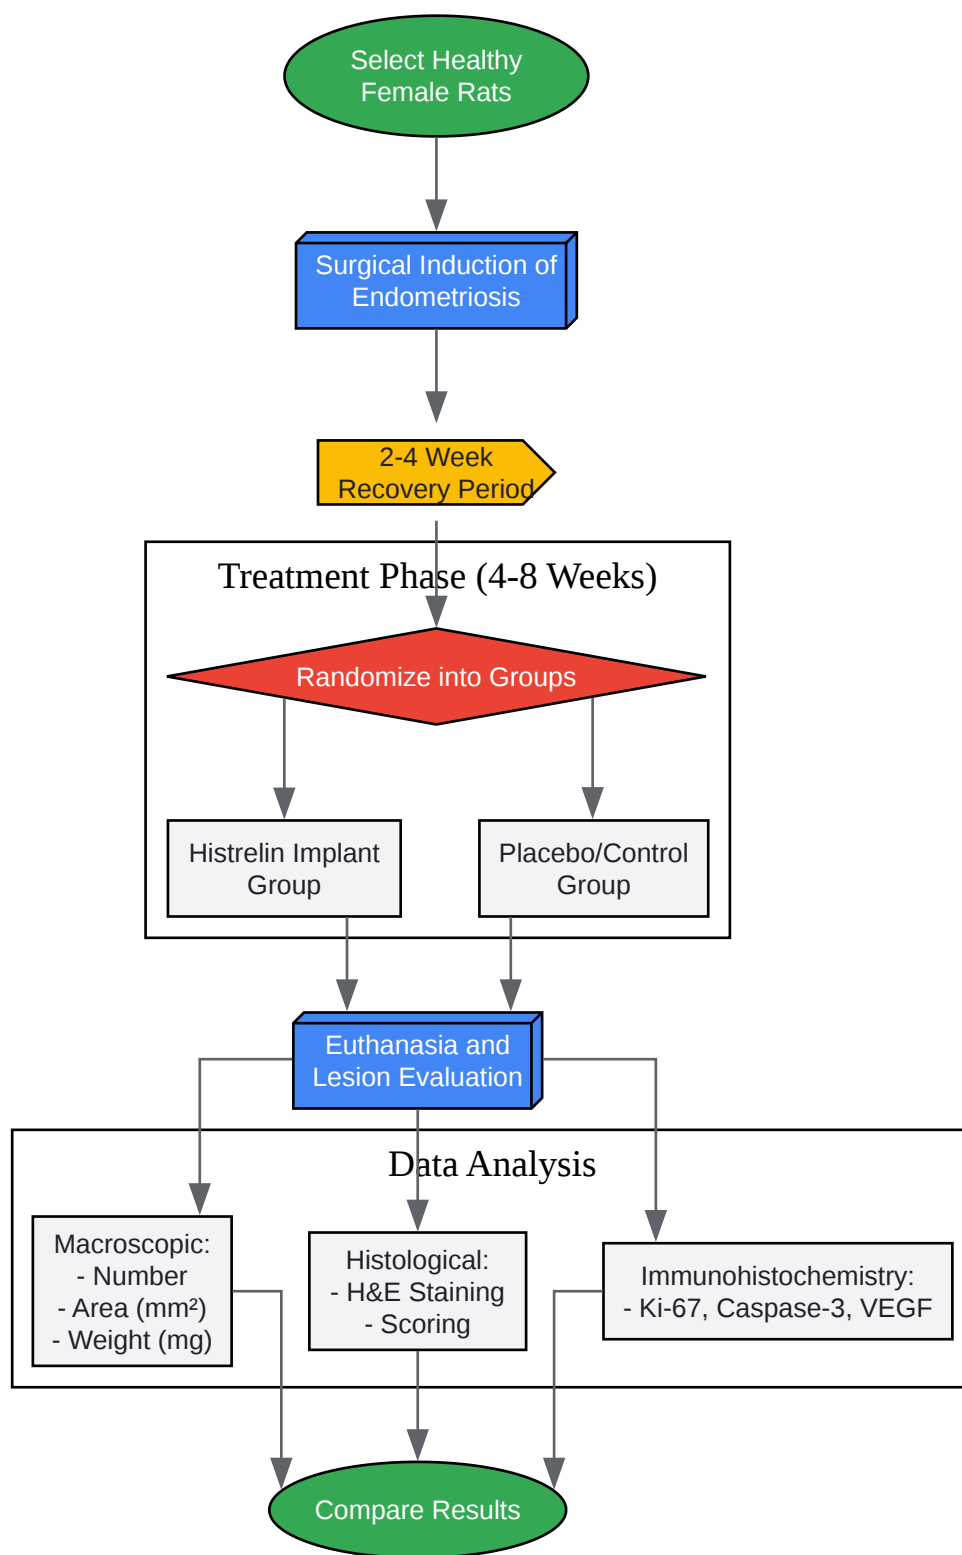 Select Healthy
Female Rats
Surgical Induction of
Endometriosis
2-4 Week
Recovery Period
Treatment Phase (4-8 Weeks)
Randomize into Groups
Histrelin Implant
Group
Placebo/Control
Group
Euthanasia and
Lesion Evaluation
Data Analysis
Macroscopic:
- Number
- Area (mm²)
- Weight (mg)
Histological:
- H&E Staining
- Scoring
Immunohistochemistry:
- Ki-67, Caspase-3, VEGF
Compare Results